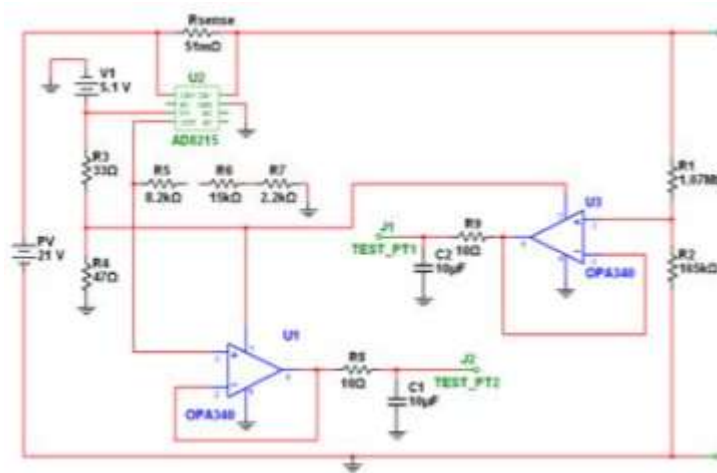 Rsense
51mΩ
V1
5.1 V
U2
AD8215
R3
33Ω
R5
8.2kΩ
R6
15kΩ
R7
2.2kΩ
R1
U3
J1
TEST_PT1
R9
10Ω
C2
10µF
OPA340
R2
165kΩ
PV
21 V
R4
47Ω
U1
OPA340
R8
10Ω
J2
TEST_PT2
C1
10µF